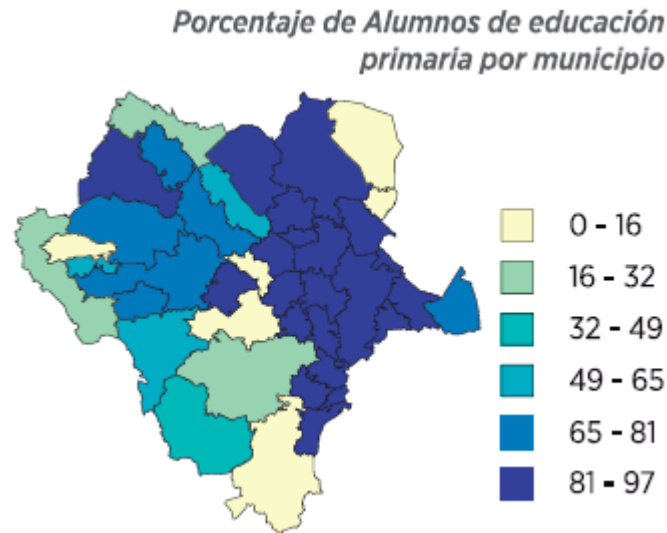 Porcentaje de Alumnos de educación
primaria por municipio
0 - 16
16 - 32
32 - 49
49 - 65
65 - 81
81 - 97